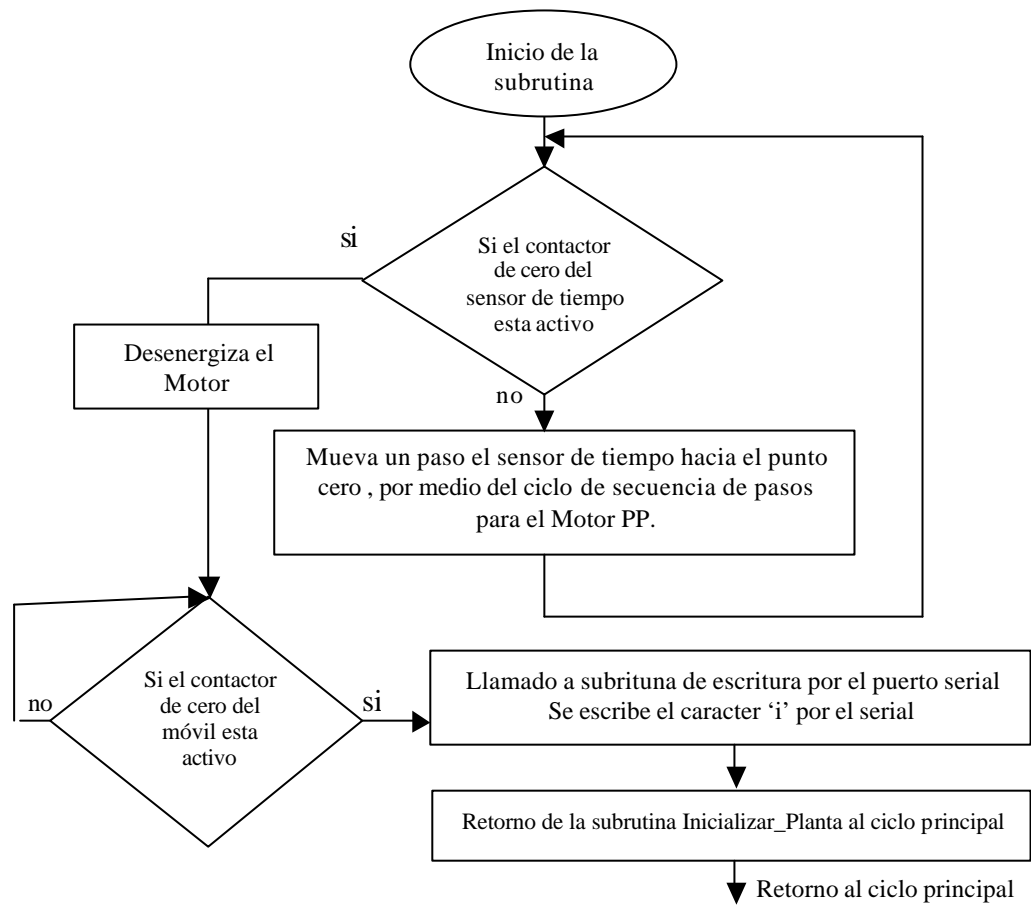 Inicio de la
subrutina
si
Si el contactor
de cero del
sensor de tiempo
esta activo
Desenergiza el
Motor
no
Mueva un paso el sensor de tiempo hacia el punto
cero , por medio del ciclo de secuencia de pasos
para el Motor PP.
no
Si el contactor
de cero del
móvil esta
activo
si
Llamado a subrituna de escritura por el puerto serial
Se escribe el caracter ‘i’ por el serial
Retorno de la subrutina Inicializar_Planta al ciclo principal
Retorno al ciclo principal